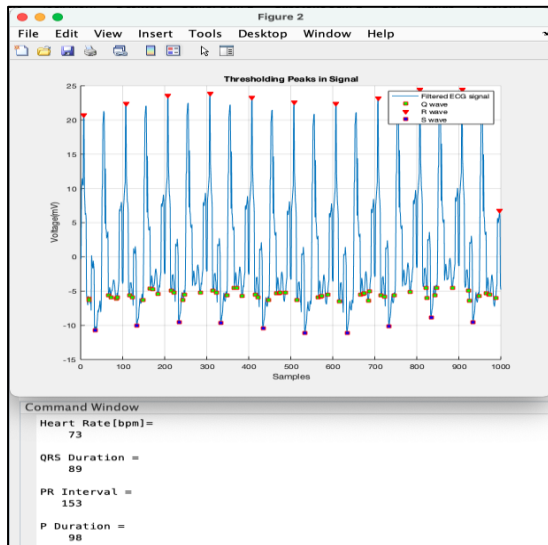 Figure 2
File Edit View Insert Tools Desktop Window Help
Thresholding Peaks in Signal
Filtered ECG signal
Q wave
R wave
S wave
25
20
15
10
5
0
-5
-10
-15
Voltage(mV)
0 100 200 300 400 500 600 700 800 900 1000
Samples
Command Window
Heart Rate[bpm]=
73
QRS Duration =
89
PR Interval =
153
P Duration =
98